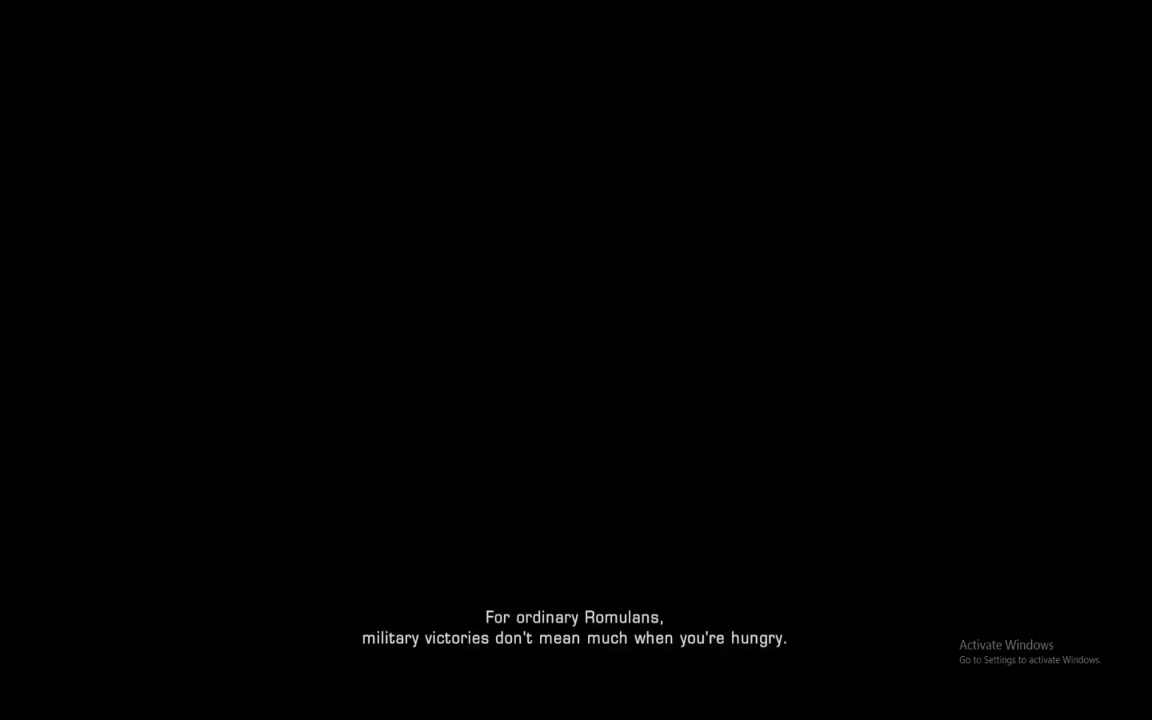 For ordinary Romulans,
military victories don't mean much when you're hungry.
Activate Windows
Go to Settings to activate Windows.